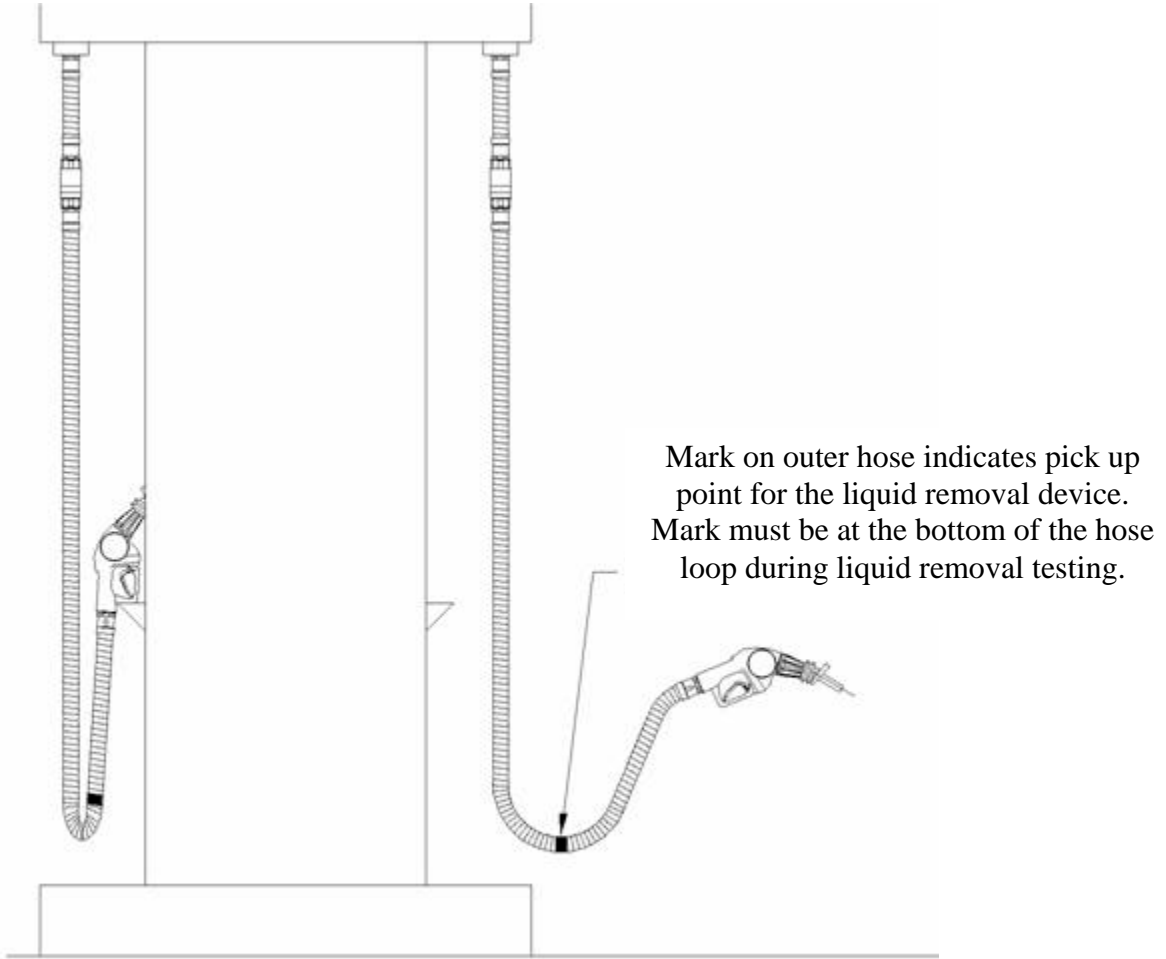 Mark on outer hose indicates pick up
point for the liquid removal device.
Mark must be at the bottom of the hose
loop during liquid removal testing.